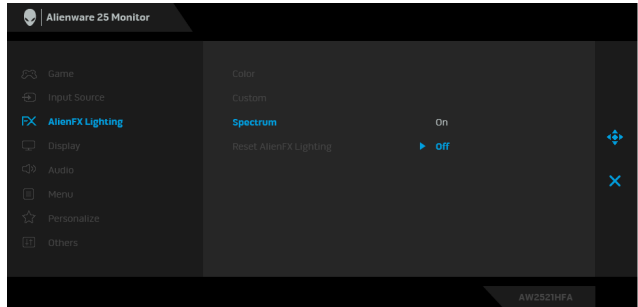 Alienware 25 Monitor
Game
Color
Input Source
Custom
FX AlienFX Lighting
Spectrum On
Display
Reset AlienFX Lighting Off
Audio
Menu
Personalize
Others
AW2521HFA